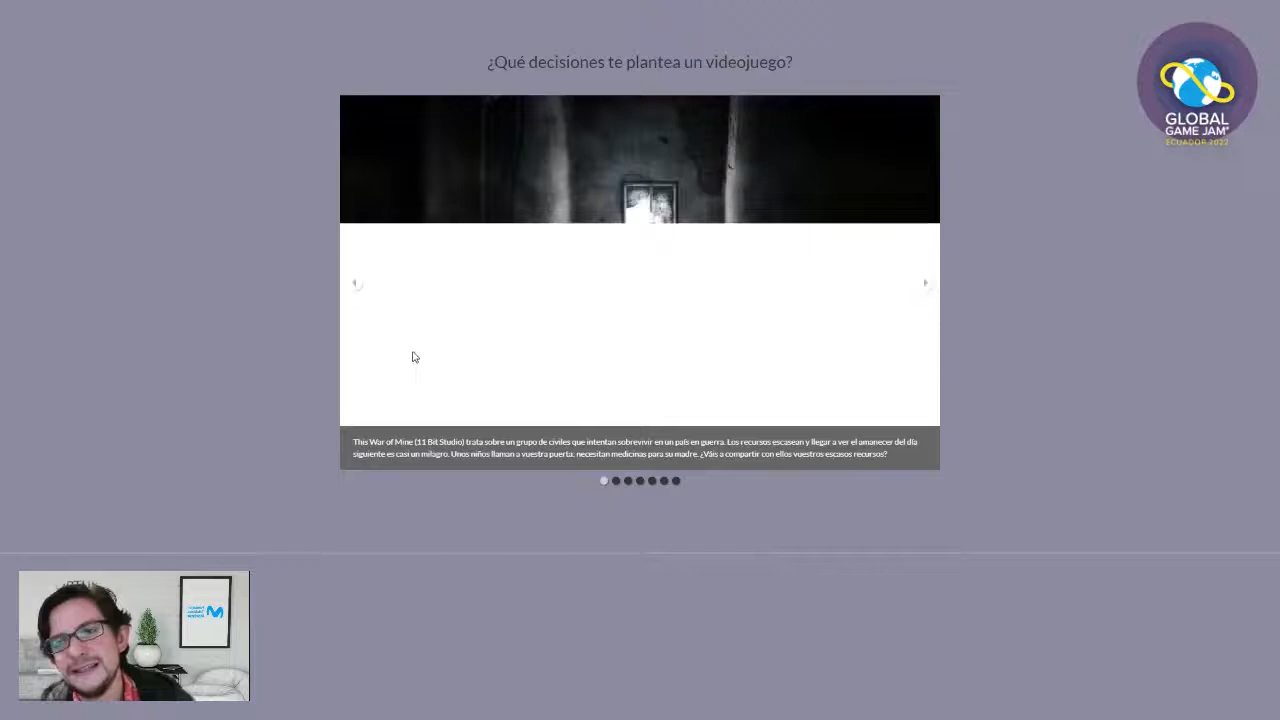 ¿Qué decisiones te plantea un videojuego?
GLOBAL
GAME JAM
ECUADOR 2022
This War of Mine (11 Bit Studio) trata sobre un grupo de civiles que intentan sobrevivir en un país en guerra. Los recursos escasean y llegar a ver el amanecer del día
siguiente es casi un milagro. Unos niños llaman a vuestra puerta: necesitan medicinas para su madre. ¿Váis a compartir con ellos vuestros escasos recursos?